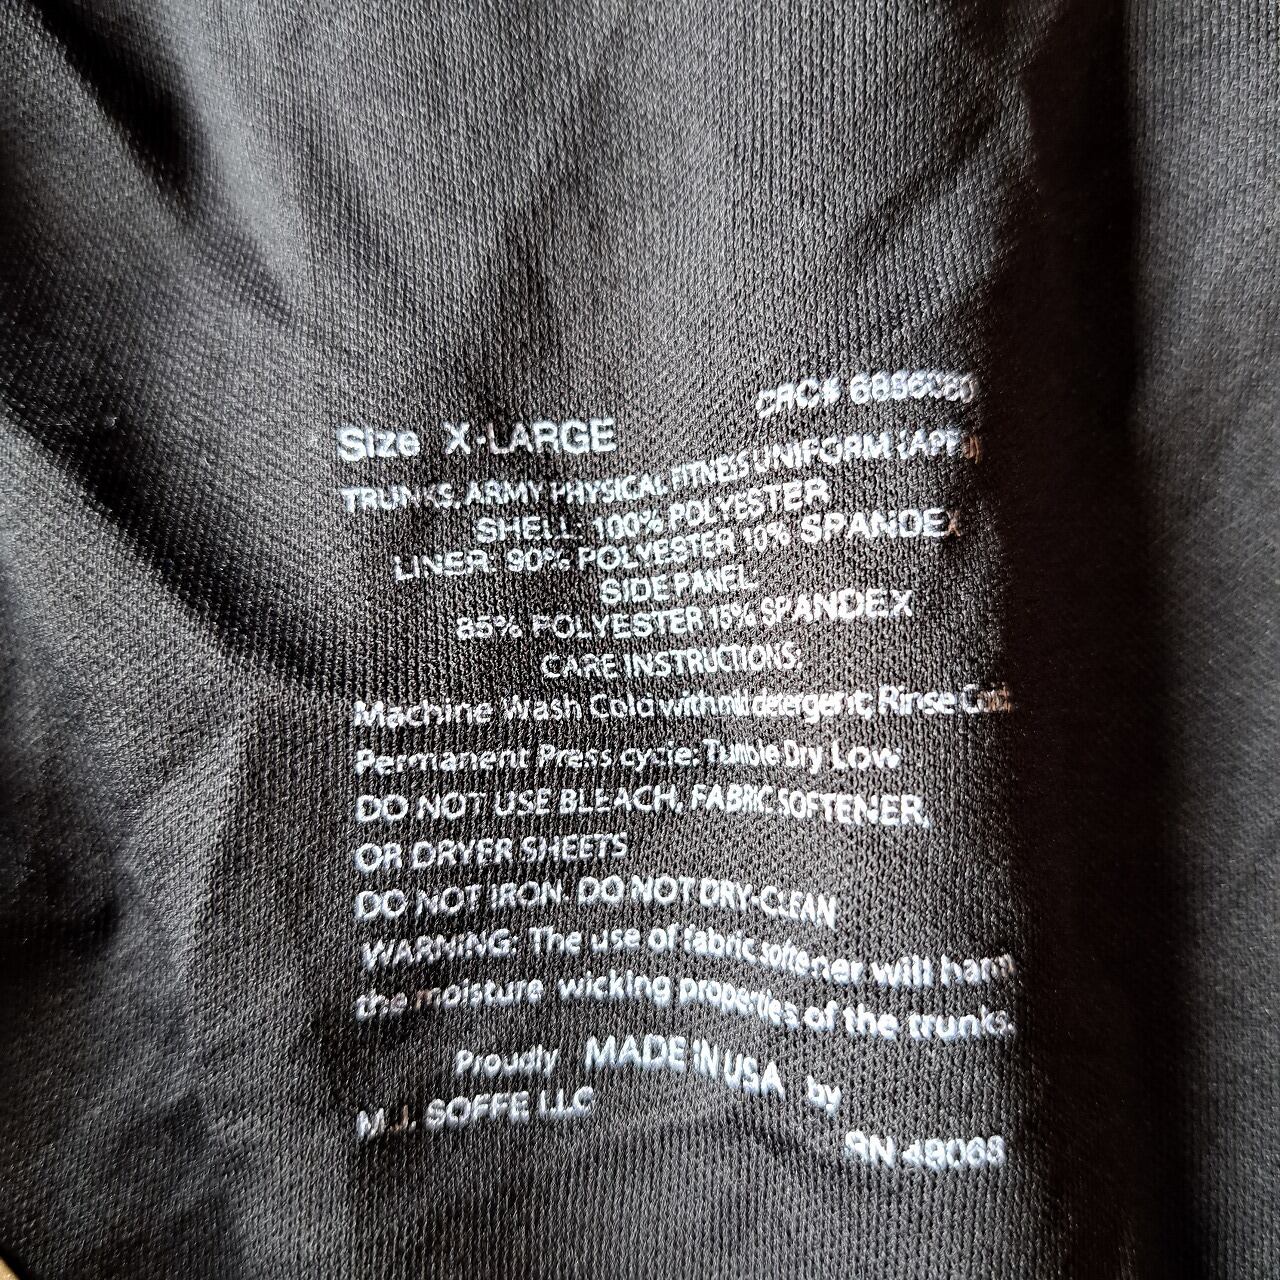 Size X-LARGE
TRUNKS, ARMY PHYSICAL FITNESS UNIFORM (APFU)
SHELL: 100% POLYESTER
LINER: 90% POLYESTER 10% SPANDEX
SIDE PANEL
85% POLYESTER 15% SPANDEX
CARE INSTRUCTIONS:
Machine Wash Cold with mild detergent; Rinse Cold;
Permanent Press cycle; Tumble Dry Low
DO NOT USE BLEACH, FABRIC SOFTENER,
OR DRYER SHEETS
DO NOT IRON. DO NOT DRY-CLEAN
WARNING: The use of fabric softener will harm
the moisture wicking properties of the trunks.
Proudly MADE IN USA by
M.J. SOFFE LLC
RN 49068